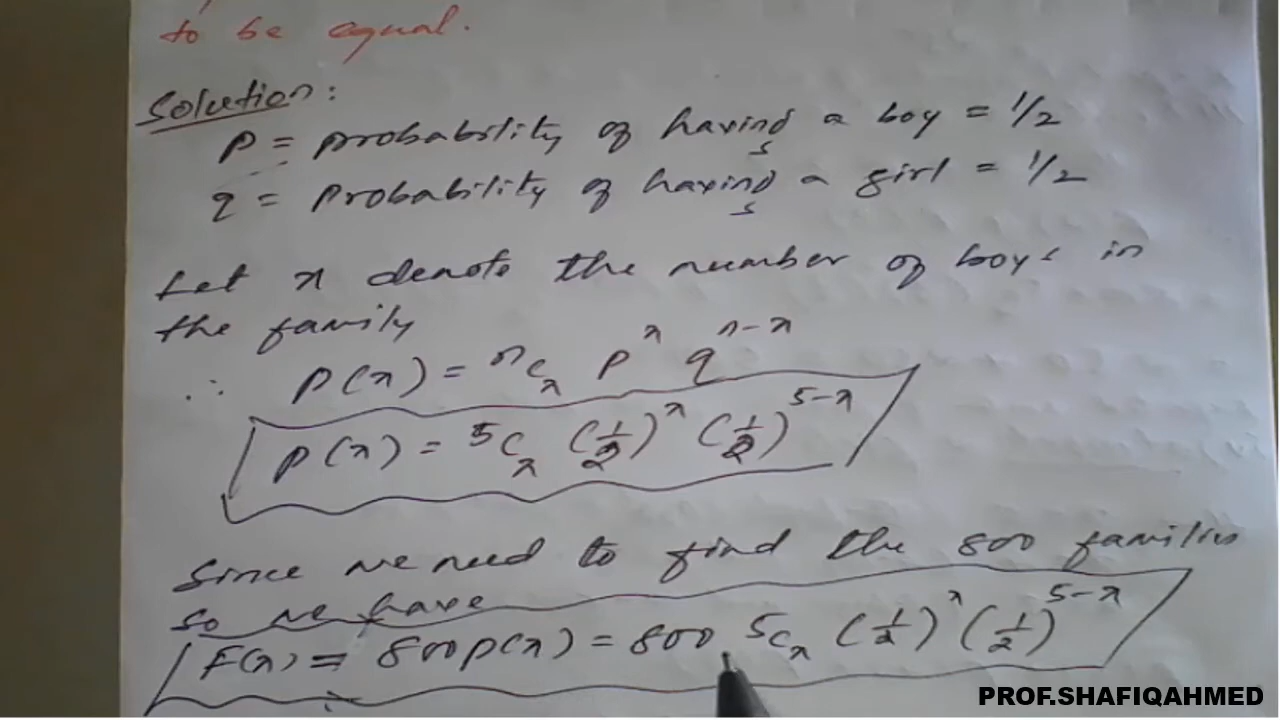 to be equal.
Solution:
p = probability of having a boy = 1/2
q = probability of having a girl = 1/2
Let x denote the number of boys in
the family
∴ p(x) = ⁿCₓ pˣ qⁿ⁻ˣ
p(x) = ⁵Cₓ (1/2)ˣ (1/2)⁵⁻ˣ
Since we need to find the 800 families
so we have
F(x) = 800p(x) = 800 ⁵Cₓ (1/2)ˣ (1/2)⁵⁻ˣ
PROF.SHAFIQAHMED